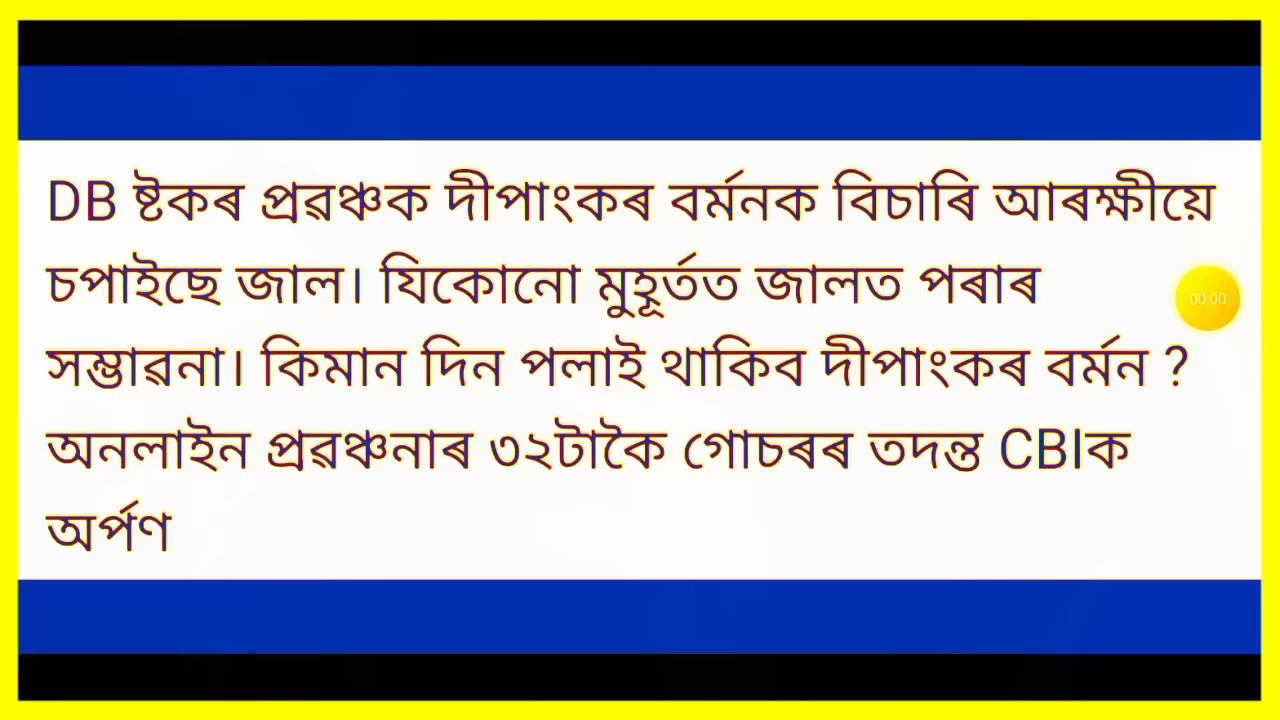 DB ষ্টকৰ প্ৰৱঞ্চক দীপাংকৰ বৰ্মনক বিচাৰি আৰক্ষীয়ে
চপাইছে জাল। যিকোনো মুহূৰ্তত জালত পৰাৰ
00:00
সম্ভাৱনা। কিমান দিন পলাই থাকিব দীপাংকৰ বৰ্মন ?
অনলাইন প্ৰৱঞ্চনাৰ ৩২টাকৈ গোচৰৰ তদন্ত CBIক
অৰ্পণ